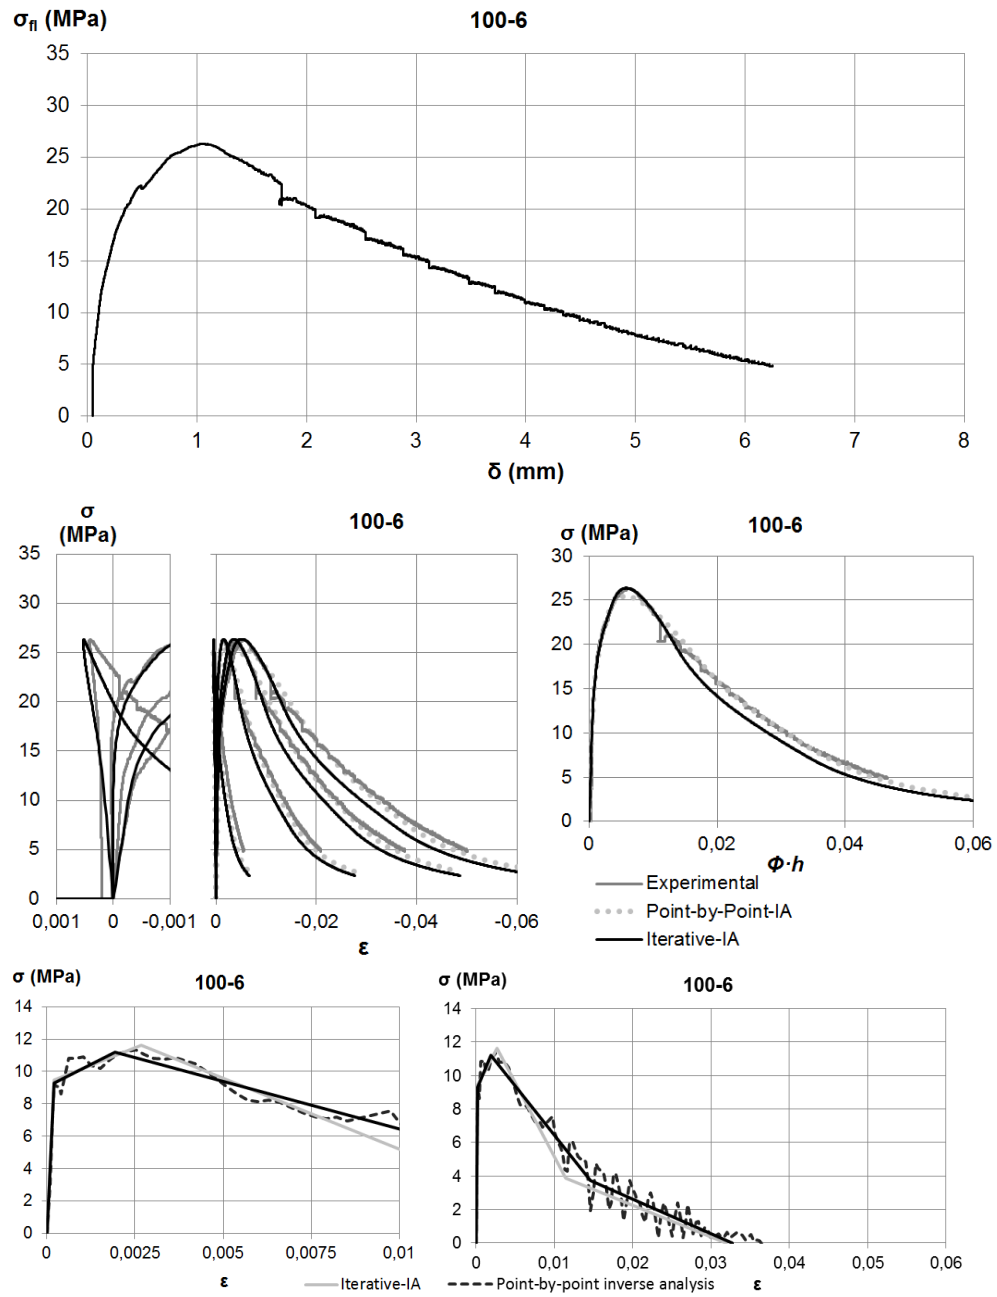 σfl (MPa)
100-6
35
30
25
20
15
10
5
0
0 1 2 3 4 5 6 7 8
δ (mm)
σ
(MPa)
100-6
35
30
25
20
15
10
5
0
0,001 0 -0,001
0 -0,02 -0,04 -0,06
ε
σ (MPa)
100-6
30
25
20
15
10
5
0
0 0,02 0,04 0,06
Φ·h
Experimental
Point-by-Point-IA
Iterative-IA
σ (MPa)
100-6
14
12
10
8
6
4
2
0
0 0,0025 0,005 0,0075 0,01
ε
σ (MPa)
100-6
14
12
10
8
6
4
2
0
0 0,01 0,02 0,03 0,04 0,05 0,06
ε
Iterative-IA
Point-by-point inverse analysis